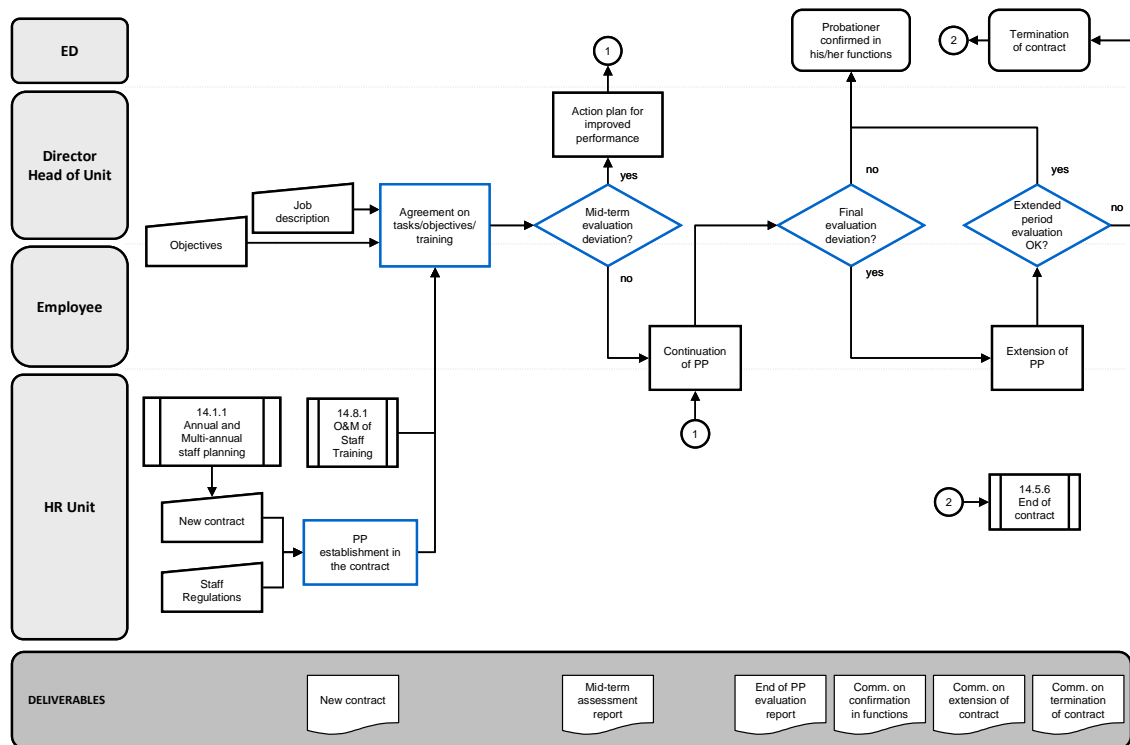 ED
1
Probationer
confirmed in
his/her functions
2
Termination
of contract
Director
Head of Unit
Action plan for
improved
performance
yes
no
yes
Job
description
Objectives
Agreement on
tasks/objectives/
training
Mid-term
evaluation
deviation?
Final
evaluation
deviation?
Extended
period
evaluation
OK?
no
Employee
no
yes
Continuation
of PP
Extension of
PP
HR Unit
14.1.1
Annual and
Multi-annual
staff planning
14.8.1
O&M of
Staff
Training
1
New contract
PP
establishment in
the contract
Staff
Regulations
2
14.5.6
End of
contract
DELIVERABLES
New contract
Mid-term
assessment
report
End of PP
evaluation
report
Comm. on
confirmation
in functions
Comm. on
extension of
contract
Comm. on
termination
of contract